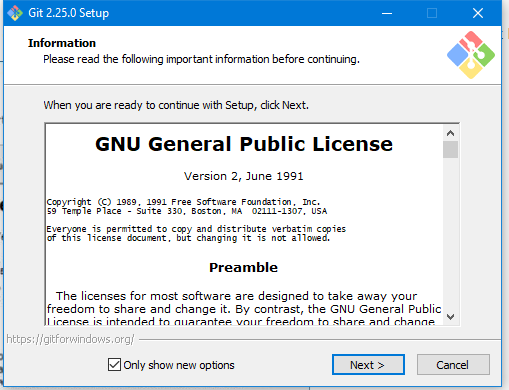 Git 2.25.0 Setup
Information
Please read the following important information before continuing.
When you are ready to continue with Setup, click Next.
GNU General Public License
Version 2, June 1991
Copyright (C) 1989, 1991 Free Software Foundation, Inc.
59 Temple Place - Suite 330, Boston, MA  02111-1307, USA
Everyone is permitted to copy and distribute verbatim copies
of this license document, but changing it is not allowed.
Preamble
The licenses for most software are designed to take away your
freedom to share and change it. By contrast, the GNU General Public
License is intended to guarantee your freedom to share and change
https://gitforwindows.org/
Only show new options
Next >
Cancel